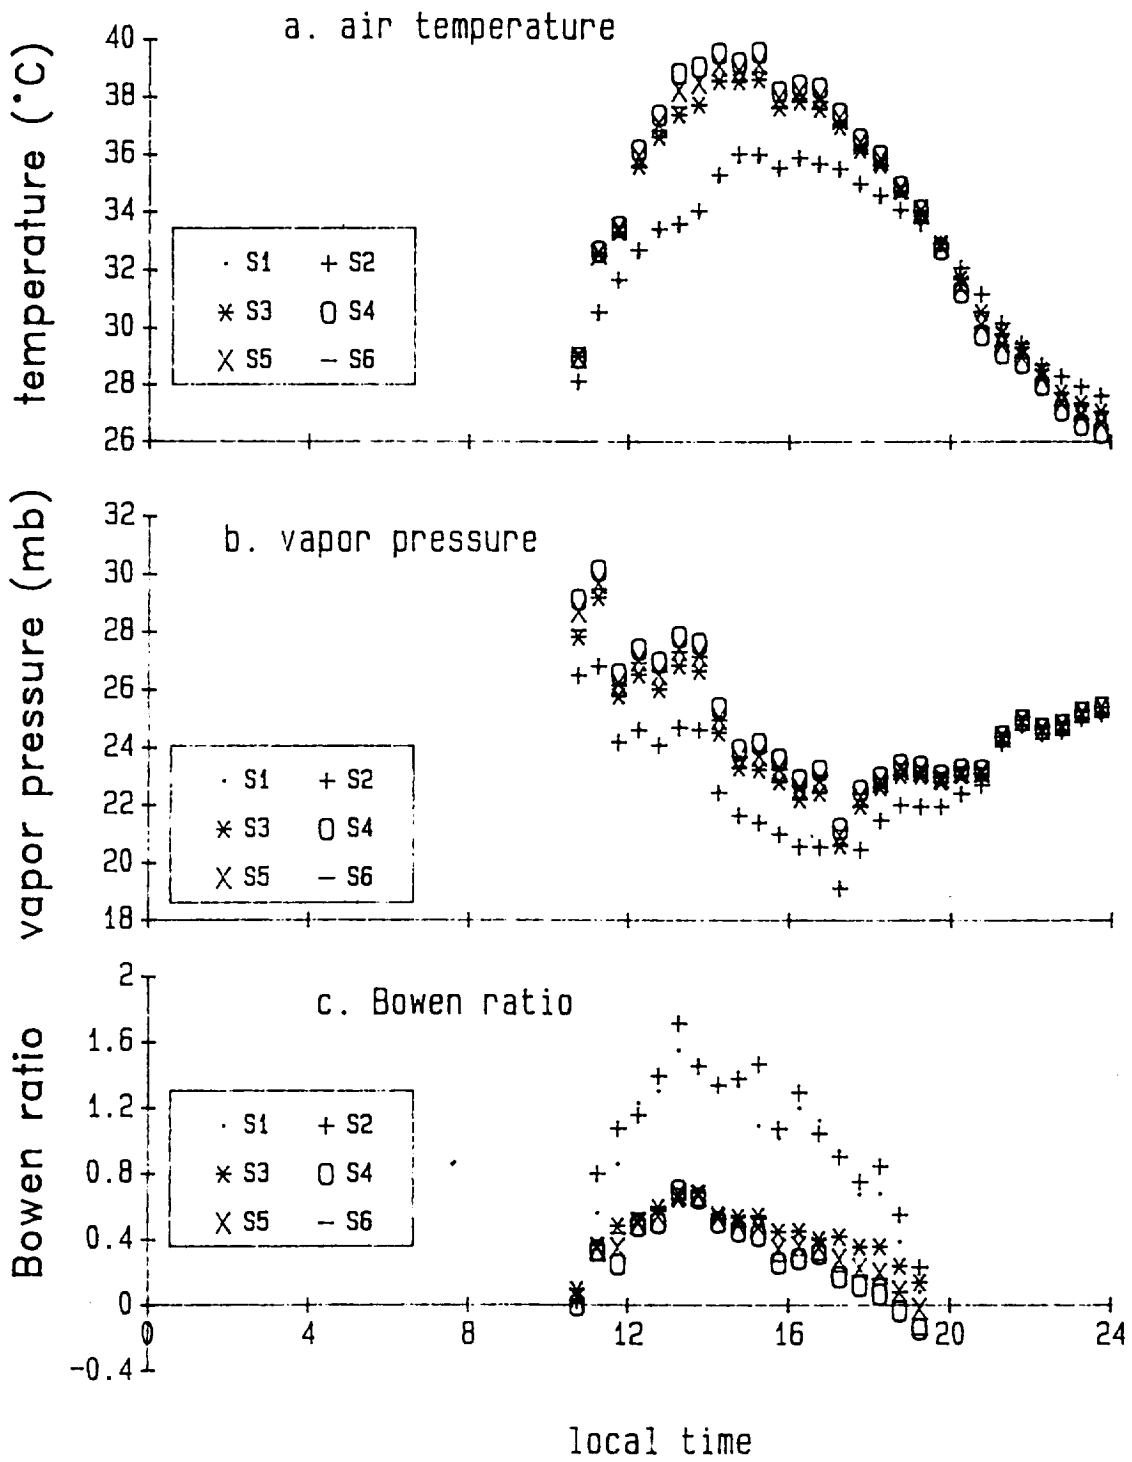 a. air temperature
temperature (°C)
40
38
36
34
32
30
28
26
· S1 + S2
* S3 O S4
X S5 – S6
b. vapor pressure
vapor pressure (mb)
32
30
28
26
24
22
20
18
· S1 + S2
* S3 O S4
X S5 – S6
c. Bowen ratio
Bowen ratio
2
1.6
1.2
0.8
0.4
0
-0.4
· S1 + S2
* S3 O S4
X S5 – S6
0 4 8 12 16 20 24
local time